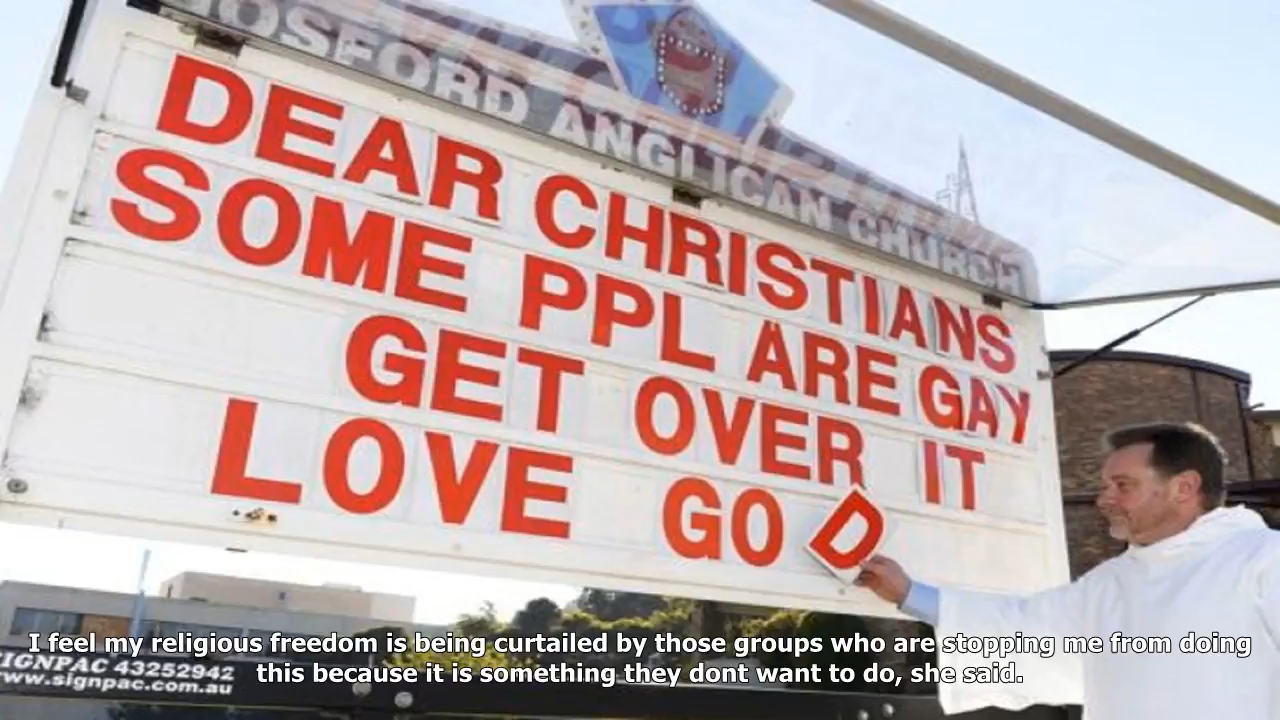 GOSFORD ANGLICAN CHURCH
DEAR CHRISTIANS
SOME PPL ARE GAY
GET OVER IT
LOVE GOD
SIGNPAC 43252942
www.signpac.com.au
I feel my religious freedom is being curtailed by those groups who are stopping me from doing
this because it is something they dont want to do, she said.